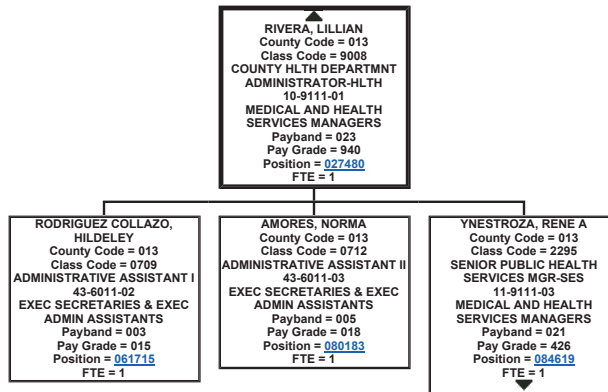 RIVERA, LILLIAN
County Code = 013
Class Code = 9008
COUNTY HLTH DEPARTMNT
ADMINISTRATOR-HLTH
10-9111-01
MEDICAL AND HEALTH
SERVICES MANAGERS
Payband = 023
Pay Grade = 940
Position = 027480
FTE = 1
RODRIGUEZ COLLAZO,
HILDELEY
County Code = 013
Class Code = 0709
ADMINISTRATIVE ASSISTANT I
43-6011-02
EXEC SECRETARIES & EXEC
ADMIN ASSISTANTS
Payband = 003
Pay Grade = 015
Position = 061715
FTE = 1
AMORES, NORMA
County Code = 013
Class Code = 0712
ADMINISTRATIVE ASSISTANT II
43-6011-03
EXEC SECRETARIES & EXEC
ADMIN ASSISTANTS
Payband = 005
Pay Grade = 018
Position = 080183
FTE = 1
YNESTROZA, RENE A
County Code = 013
Class Code = 2295
SENIOR PUBLIC HEALTH
SERVICES MGR-SES
11-9111-03
MEDICAL AND HEALTH
SERVICES MANAGERS
Payband = 021
Pay Grade = 426
Position = 084619
FTE = 1